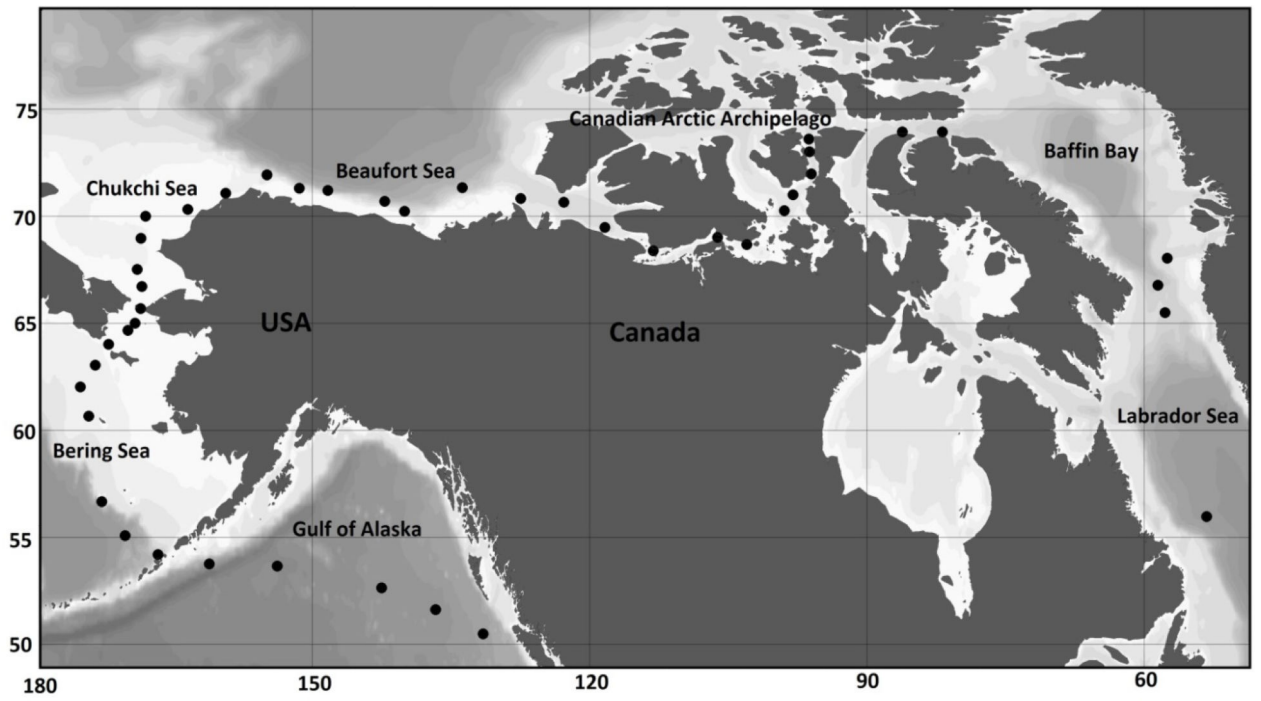 75
Canadian Arctic Archipelago
Baffin Bay
Beaufort Sea
Chukchi Sea
70
65
USA
Canada
Labrador Sea
60
Bering Sea
Gulf of Alaska
55
50
180
150
120
90
60